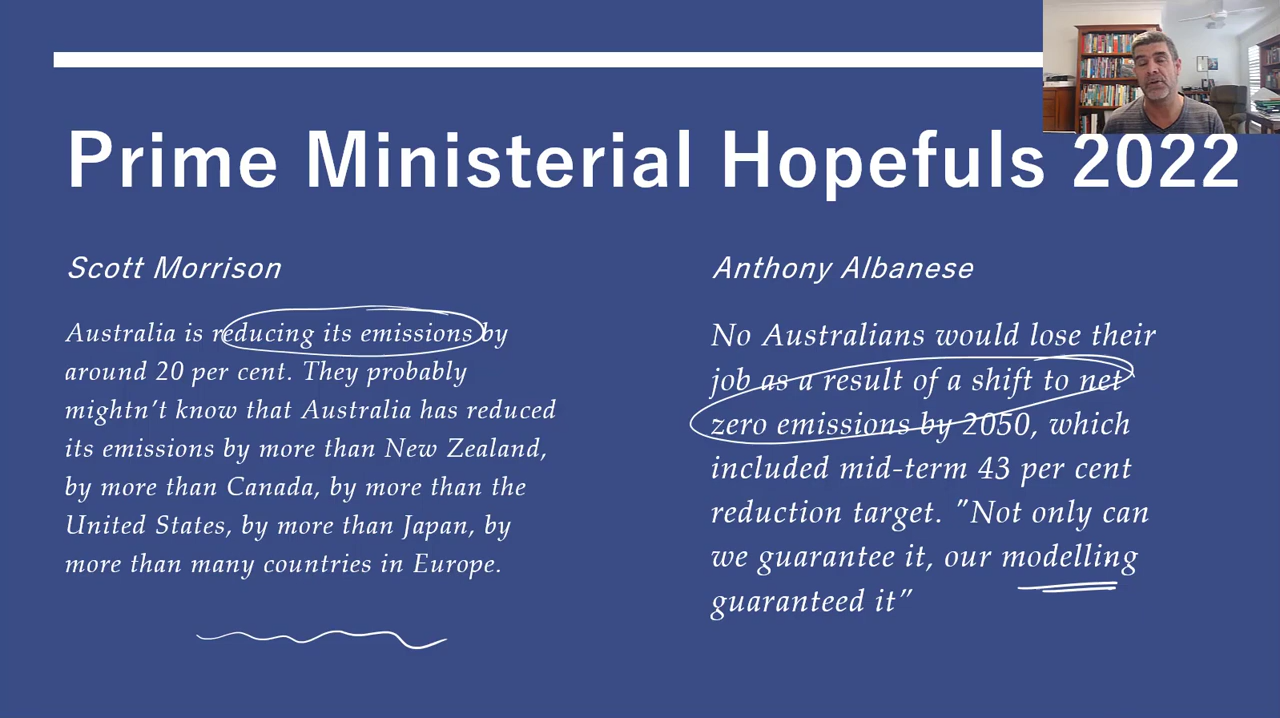 Prime Ministerial Hopefuls 2022
Scott Morrison
Australia is reducing its emissions by
around 20 per cent. They probably
mightn't know that Australia has reduced
its emissions by more than New Zealand,
by more than Canada, by more than the
United States, by more than Japan, by
more than many countries in Europe.
Anthony Albanese
No Australians would lose their
job as a result of a shift to net
zero emissions by 2050, which
included mid-term 43 per cent
reduction target. "Not only can
we guarantee it, our modelling
guaranteed it"